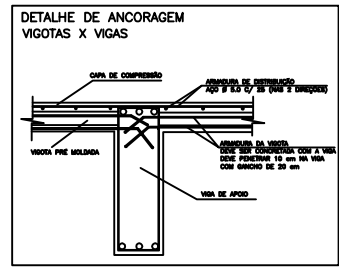 DETALHE DE ANCORAGEM
VIGOTAS X VIGAS
CAPA DE COMPRESSÃO
ARMADURA DE DISTRIBUIÇÃO
AÇO Ø 5.0 C/ 25 (NAS 2 DIREÇÕES)
VIGOTA PRÉ MOLDADA
ARMADURA DA VIGOTA
DEVE SER CONCRETADA COM A VIGA
DEVE PENETRAR 10 cm NA VIGA
COM GANCHO DE 20 cm
VIGA DE APOIO